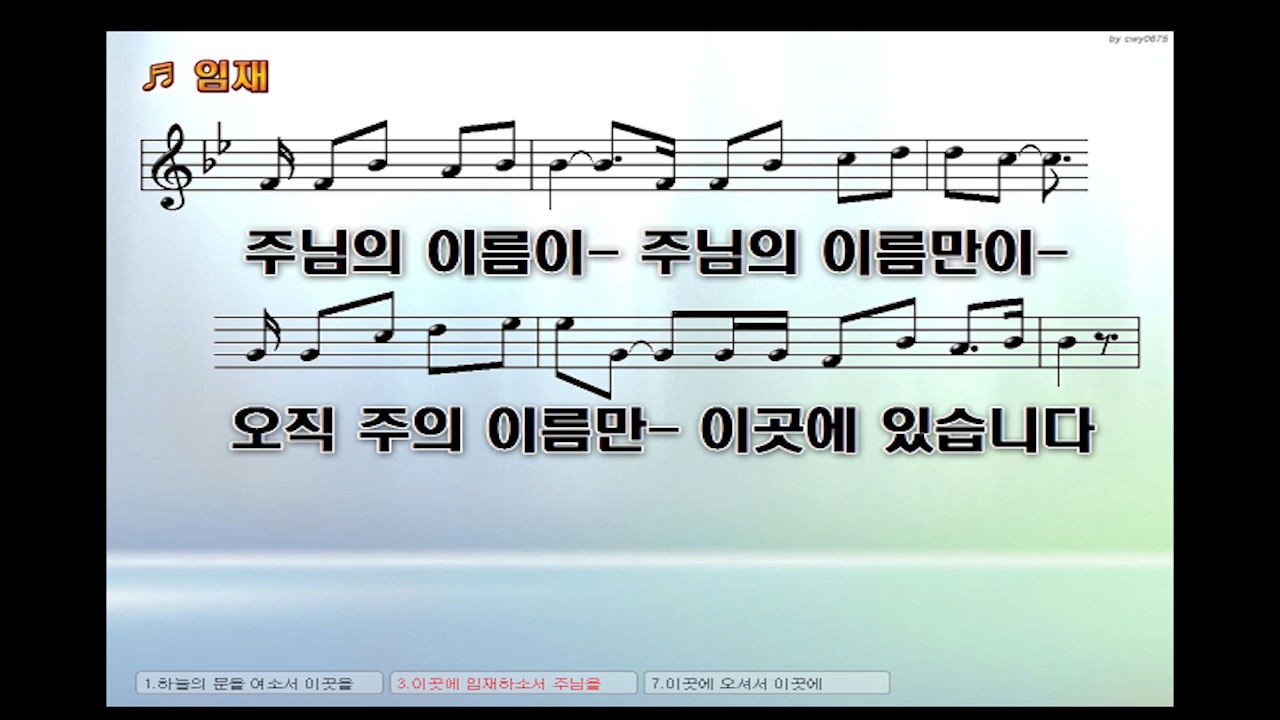 by cwy0675
♬ 임재
주님의 이름이- 주님의 이름만이-
오직 주의 이름만- 이곳에 있습니다
1.하늘의 문을 여소서 이곳을
3.이곳에 임재하소서 주님을
7.이곳에 오셔서 이곳에